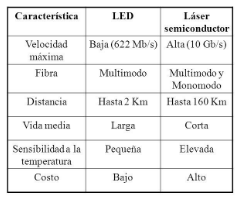 Característica LED Láser
semiconductor
Velocidad
máxima Baja (622 Mb/s) Alta (10 Gb/s)
Fibra Multimodo Multimodo y
Monomodo
Distancia Hasta 2 Km Hasta 160 Km
Vida media Larga Corta
Sensibilidad a la
temperatura Pequeña Elevada
Costo Bajo Alto